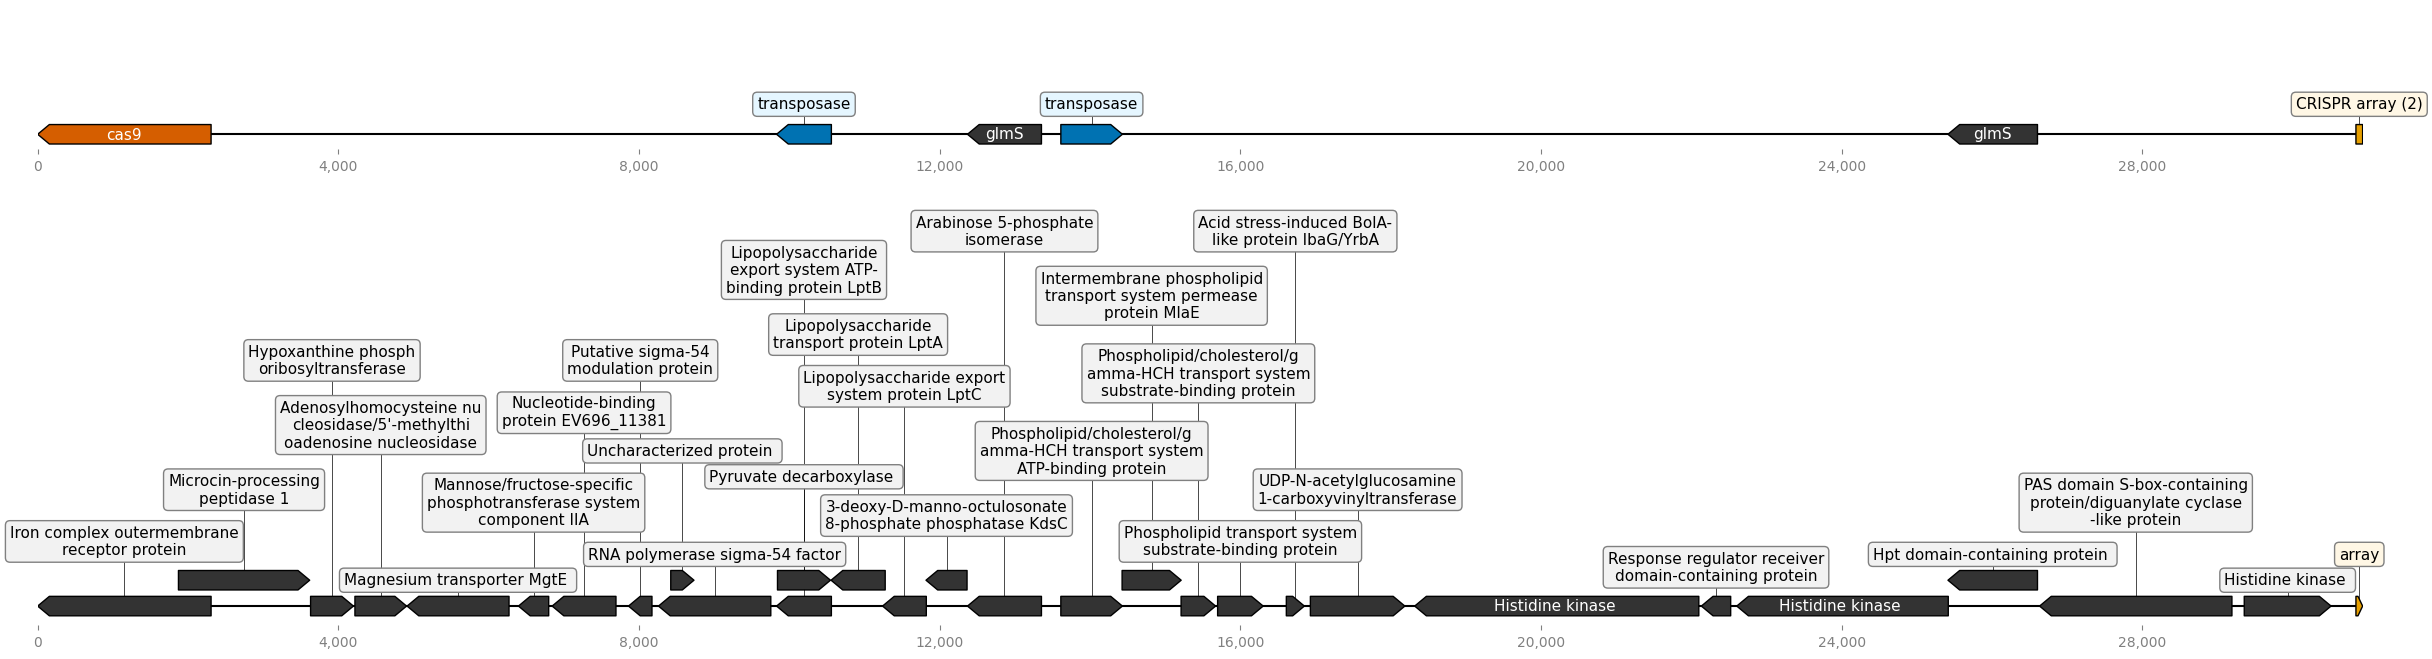 transposase
transposase
CRISPR array (2)
cas9
glmS
glmS
0
4,000
8,000
12,000
16,000
20,000
24,000
28,000
Arabinose 5-phosphate
isomerase
Acid stress-induced BolA-
like protein IbaG/YrbA
Lipopolysaccharide
export system ATP-
binding protein LptB
Intermembrane phospholipid
transport system permease
protein MlaE
Lipopolysaccharide
transport protein LptA
Hypoxanthine phosph
oribosyltransferase
Putative sigma-54
modulation protein
Phospholipid/cholesterol/g
amma-HCH transport system
substrate-binding protein
Lipopolysaccharide export
system protein LptC
Adenosylhomocysteine nu
cleosidase/5'-methylthi
oadenosine nucleosidase
Nucleotide-binding
protein EV696_11381
Phospholipid/cholesterol/g
amma-HCH transport system
ATP-binding protein
Uncharacterized protein
Pyruvate decarboxylase
Microcin-processing
peptidase 1
Mannose/fructose-specific
phosphotransferase system
component IIA
UDP-N-acetylglucosamine
1-carboxyvinyltransferase
PAS domain S-box-containing
protein/diguanylate cyclase
-like protein
3-deoxy-D-manno-octulosonate
8-phosphate phosphatase KdsC
Iron complex outermembrane
receptor protein
Phospholipid transport system
substrate-binding protein
RNA polymerase sigma-54 factor
Response regulator receiver
domain-containing protein
Hpt domain-containing protein
array
Magnesium transporter MgtE
Histidine kinase
Histidine kinase
Histidine kinase
0
4,000
8,000
12,000
16,000
20,000
24,000
28,000